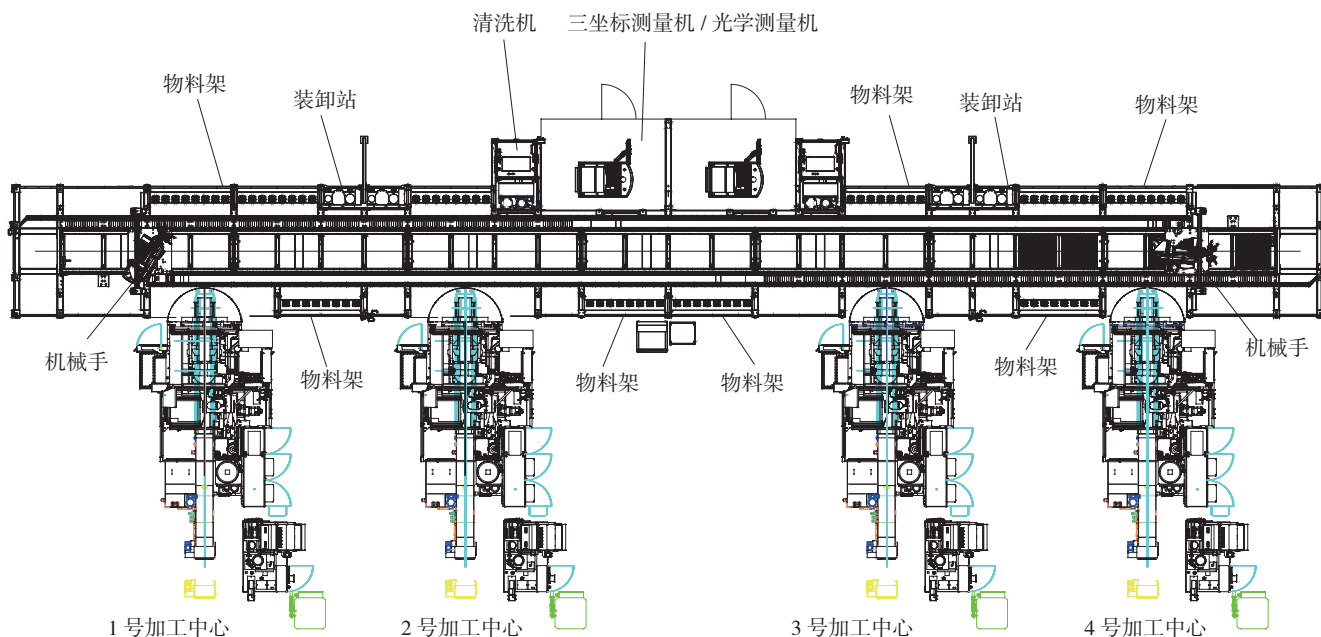 清洗机
三坐标测量机 / 光学测量机
物料架
装卸站
物料架
装卸站
物料架
机械手
物料架
物料架
物料架
物料架
机械手
1 号加工中心
2 号加工中心
3 号加工中心
4 号加工中心